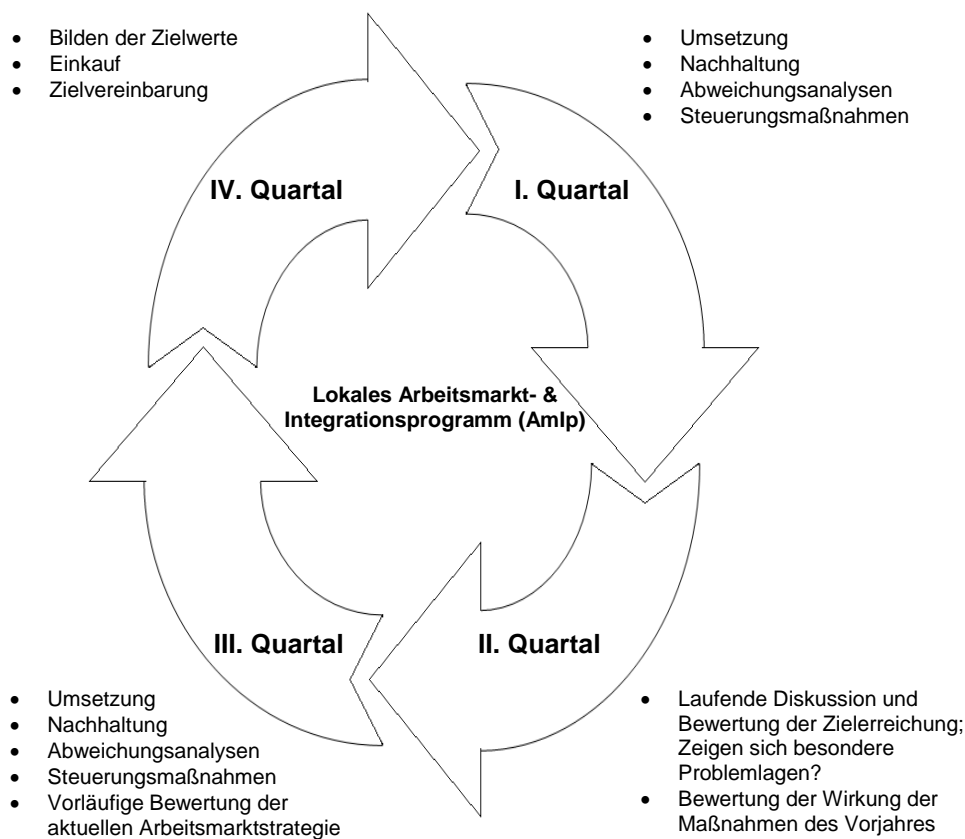 • Bilden der Zielwerte
• Einkauf
• Zielvereinbarung
• Umsetzung
• Nachhaltung
• Abweichungsanalysen
• Steuerungsmaßnahmen
IV. Quartal
I. Quartal
Lokales Arbeitsmarkt- &
Integrationsprogramm (AmIp)
III. Quartal
II. Quartal
• Umsetzung
• Nachhaltung
• Abweichungsanalysen
• Steuerungsmaßnahmen
• Vorläufige Bewertung der
aktuellen Arbeitsmarktstrategie
• Laufende Diskussion und
Bewertung der Zielerreichung;
Zeigen sich besondere
Problemlagen?
• Bewertung der Wirkung der
Maßnahmen des Vorjahres